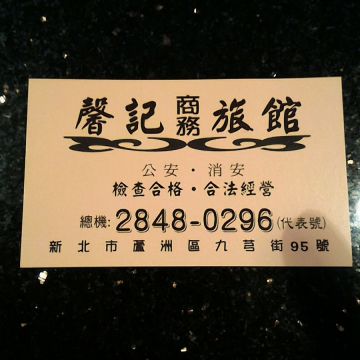 馨記商務旅館
公安·消安
檢查合格·合法經營
總機:2848-0296(代表號)
新北市蘆洲區九芎街95號